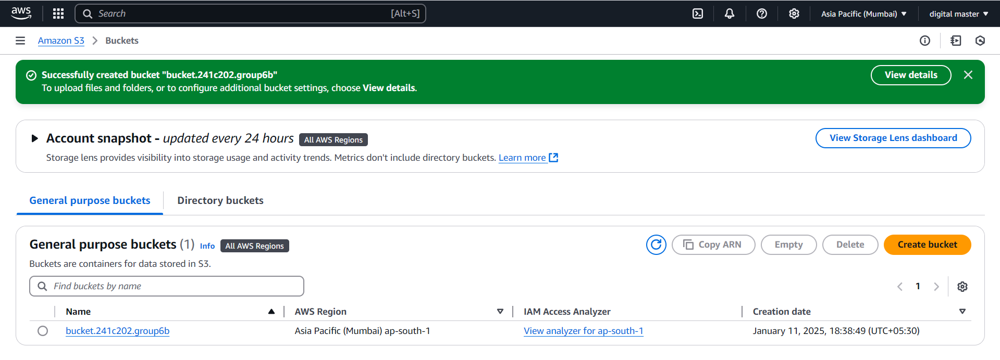 aws Search [Alt+S] Asia Pacific (Mumbai) digital master
Amazon S3 Buckets
Successfully created bucket "bucket.241c202.group6b"
To upload files and folders, or to configure additional bucket settings, choose View details.
View details
Account snapshot - updated every 24 hours All AWS Regions
View Storage Lens dashboard
Storage lens provides visibility into storage usage and activity trends. Metrics don't include directory buckets. Learn more
General purpose buckets Directory buckets
General purpose buckets (1) Info All AWS Regions
Copy ARN Empty Delete Create bucket
Buckets are containers for data stored in S3.
Find buckets by name
1
Name AWS Region IAM Access Analyzer Creation date
bucket.241c202.group6b Asia Pacific (Mumbai) ap-south-1 View analyzer for ap-south-1 January 11, 2025, 18:38:49 (UTC+05:30)